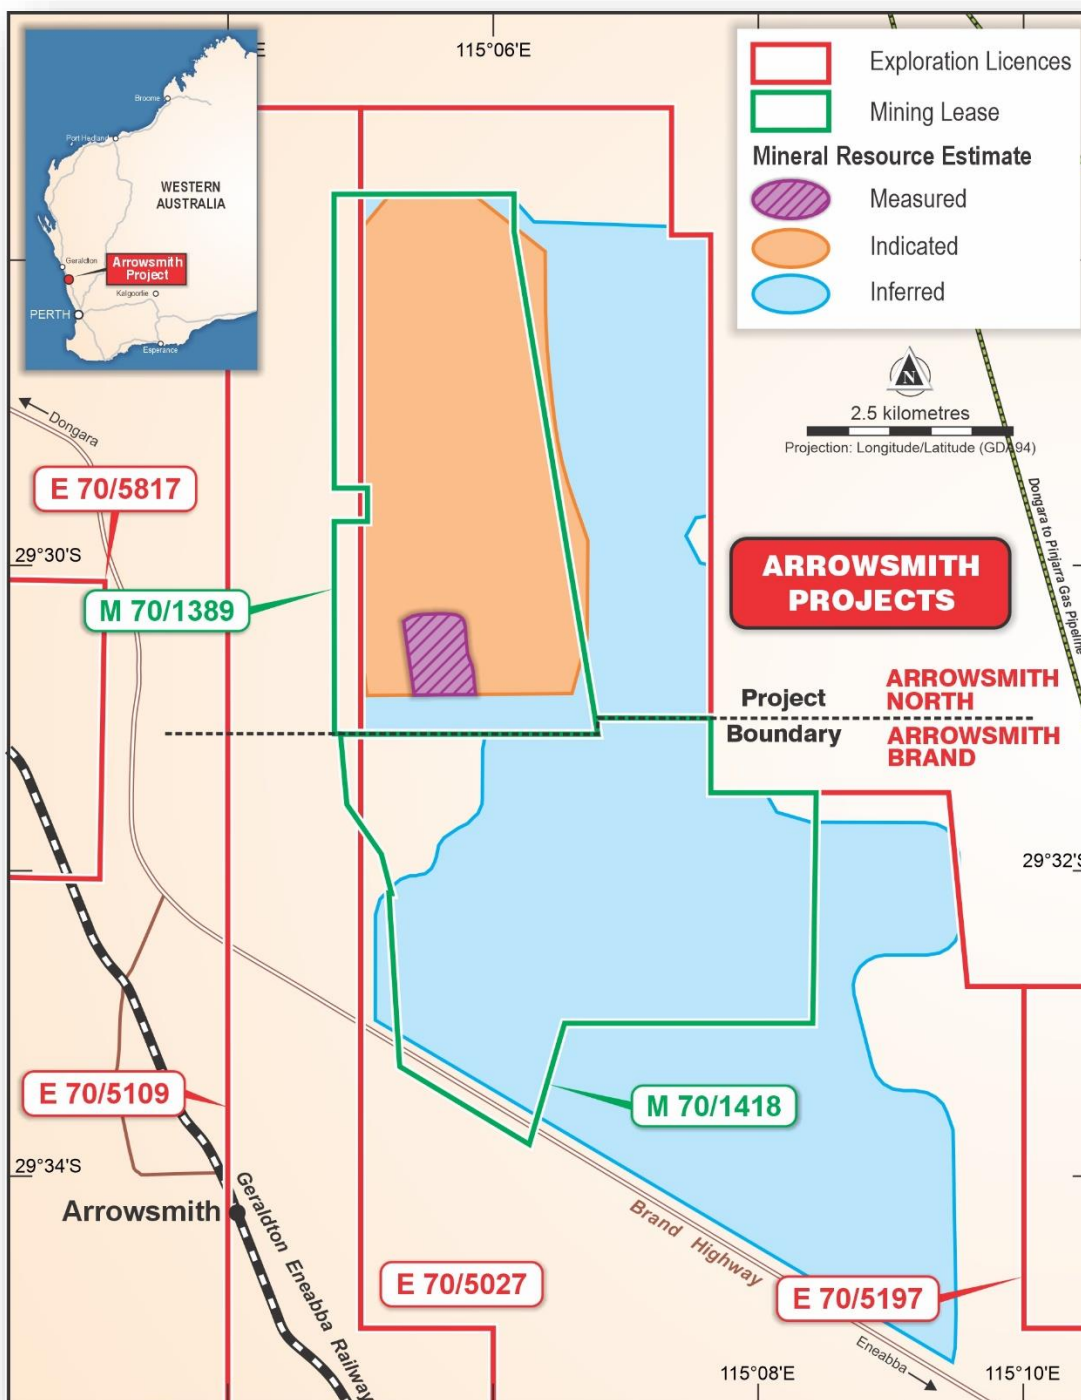 E
115°06'E
Exploration Licences
Mining Lease
Mineral Resource Estimate
Measured
Indicated
Inferred
Broome
Port Hedland
WESTERN
AUSTRALIA
Geraldton
Arrowsmith
Project
Kalgoorlie
PERTH
Esperance
N
2.5 kilometres
Projection: Longitude/Latitude (GDA94)
Dongara
E 70/5817
29°30'S
M 70/1389
Dongara to Pinjarra Gas Pipeline
ARROWSMITH
PROJECTS
Project
Boundary
ARROWSMITH
NORTH
ARROWSMITH
BRAND
29°32'S
E 70/5109
M 70/1418
29°34'S
Arrowsmith
Geraldton Eneabba Railway
Brand Highway
E 70/5027
E 70/5197
Eneabba
115°08'E
115°10'E